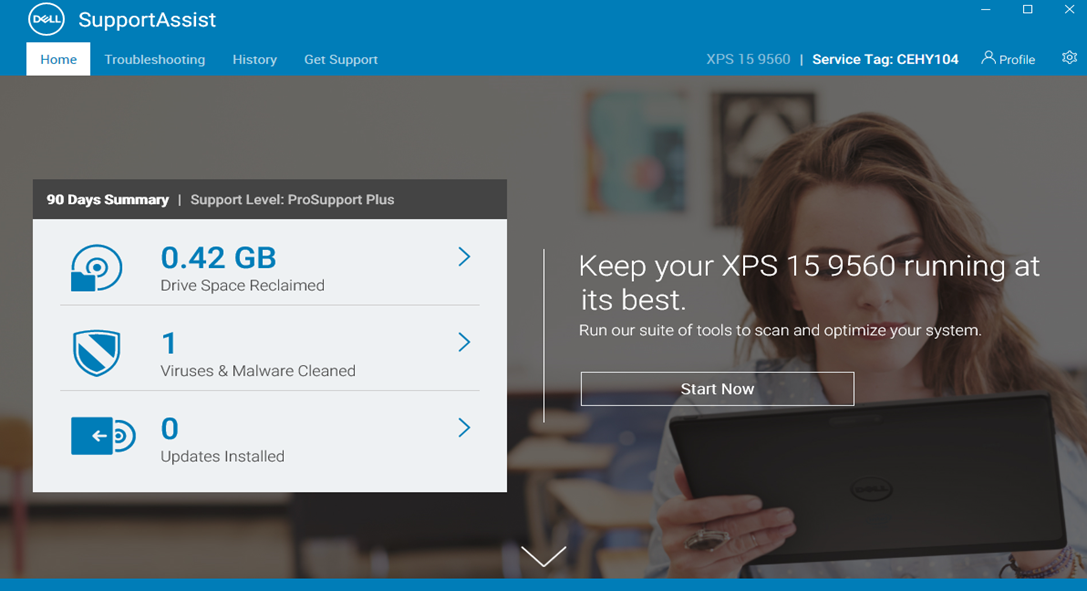 DELL SupportAssist
Home Troubleshooting History Get Support XPS 15 9560 | Service Tag: CEHY104 Profile
90 Days Summary | Support Level: ProSupport Plus
0.42 GB
Drive Space Reclaimed
1
Viruses & Malware Cleaned
0
Updates Installed
Keep your XPS 15 9560 running at
its best.
Run our suite of tools to scan and optimize your system.
Start Now
DELL